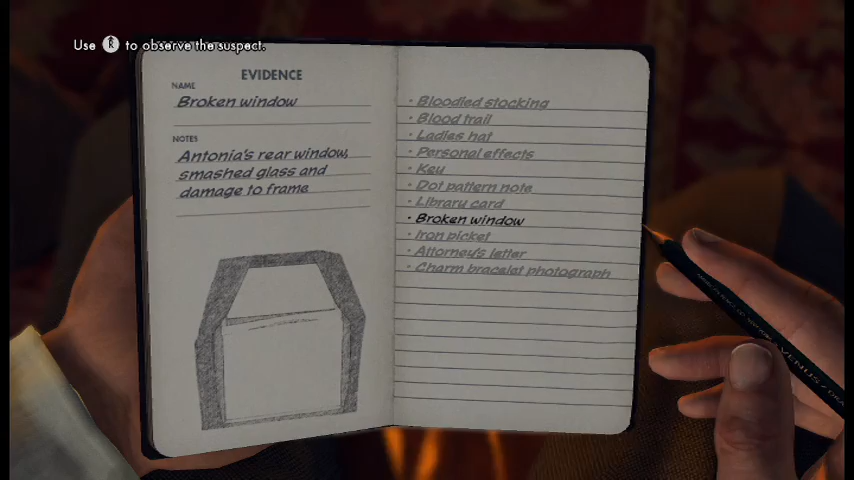 Use R to observe the suspect.
EVIDENCE
NAME
Broken window
NOTES
Antonia's rear window,
smashed glass and
damage to frame
· Bloodied stocking
· Blood trail
· Ladies hat
· Personal effects
· Key
· Dot pattern note
· Library card
· Broken window
· Iron picket
· Attorney's letter
· Charm bracelet photograph
VENUS